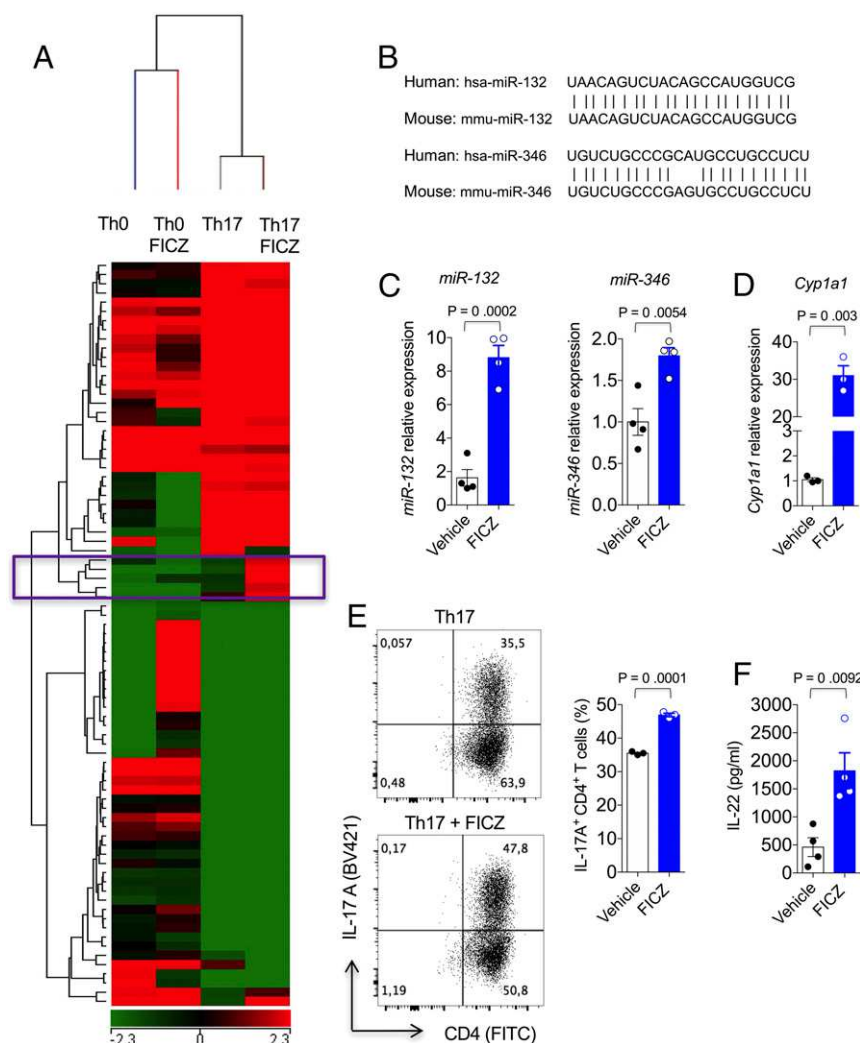 A
Th0
Th0
FICZ
Th17
Th17
FICZ
-2.3
0
2.3
B
Human: hsa-miR-132
UAACAGUCUACAGCCAUGGUCG
Mouse: mmu-miR-132
UAACAGUCUACAGCCAUGGUCG
Human: hsa-miR-346
UGUCUGCCCGCAUGCCUGCCUCU
Mouse: mmu-miR-346
UGUCUGCCCGAGUGCCUGCCUCU
C
miR-132
P = 0 .0002
miR-132 relative expression
10
8
6
4
2
0
Vehicle
FICZ
miR-346
P = 0 .0054
miR-346 relative expression
2.0
1.5
1.0
0.5
0.0
Vehicle
FICZ
D
Cyp1a1
P = 0 .003
Cyp1a1 relative expression
40
30
20
3
2
1
0
Vehicle
FICZ
E
Th17
0,057
35,5
0,48
63,9
Th17 + FICZ
0,17
47,8
1,19
50,8
IL-17 A (BV421)
CD4 (FITC)
P = 0 .0001
IL-17A+ CD4+ T cells (%)
50
40
30
20
10
0
Vehicle
FICZ
F
P = 0 .0092
IL-22 (pg/ml)
3000
2500
2000
1500
1000
500
0
Vehicle
FICZ